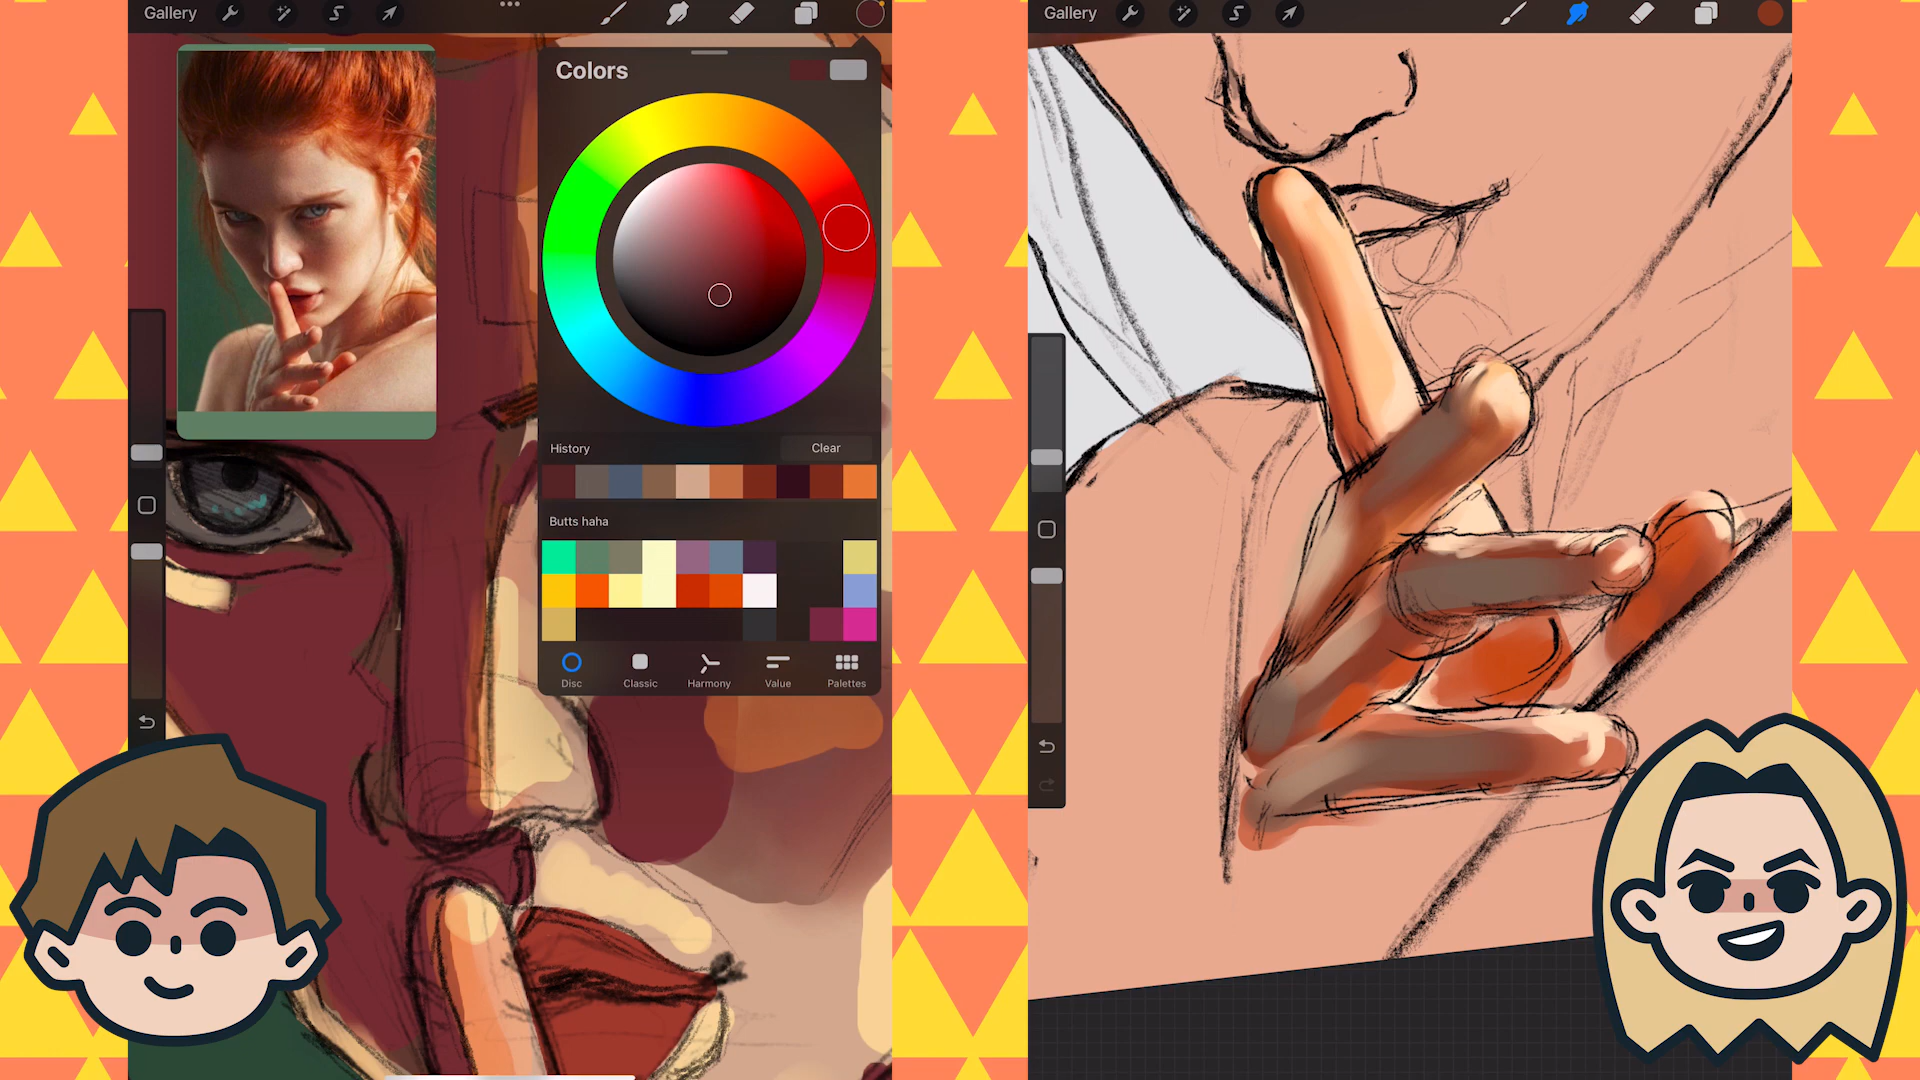 Gallery
Colors
History
Clear
Butts haha
Disc
Classic
Harmony
Value
Palettes
Gallery